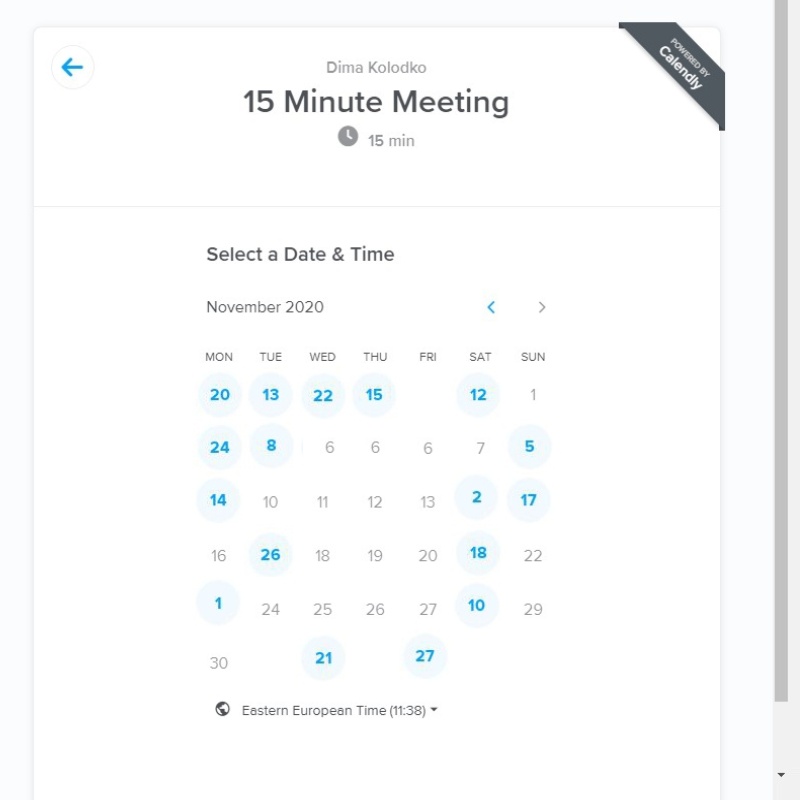 POWERED BY
Calendly
Dima Kolodko
15 Minute Meeting
15 min
Select a Date & Time
November 2020
MON TUE WED THU FRI SAT SUN
20 13 22 15 12 1
24 8 6 6 6 7 5
14 10 11 12 13 2 17
16 26 18 19 20 18 22
1 24 25 26 27 10 29
30 21 27
Eastern European Time (11:38)